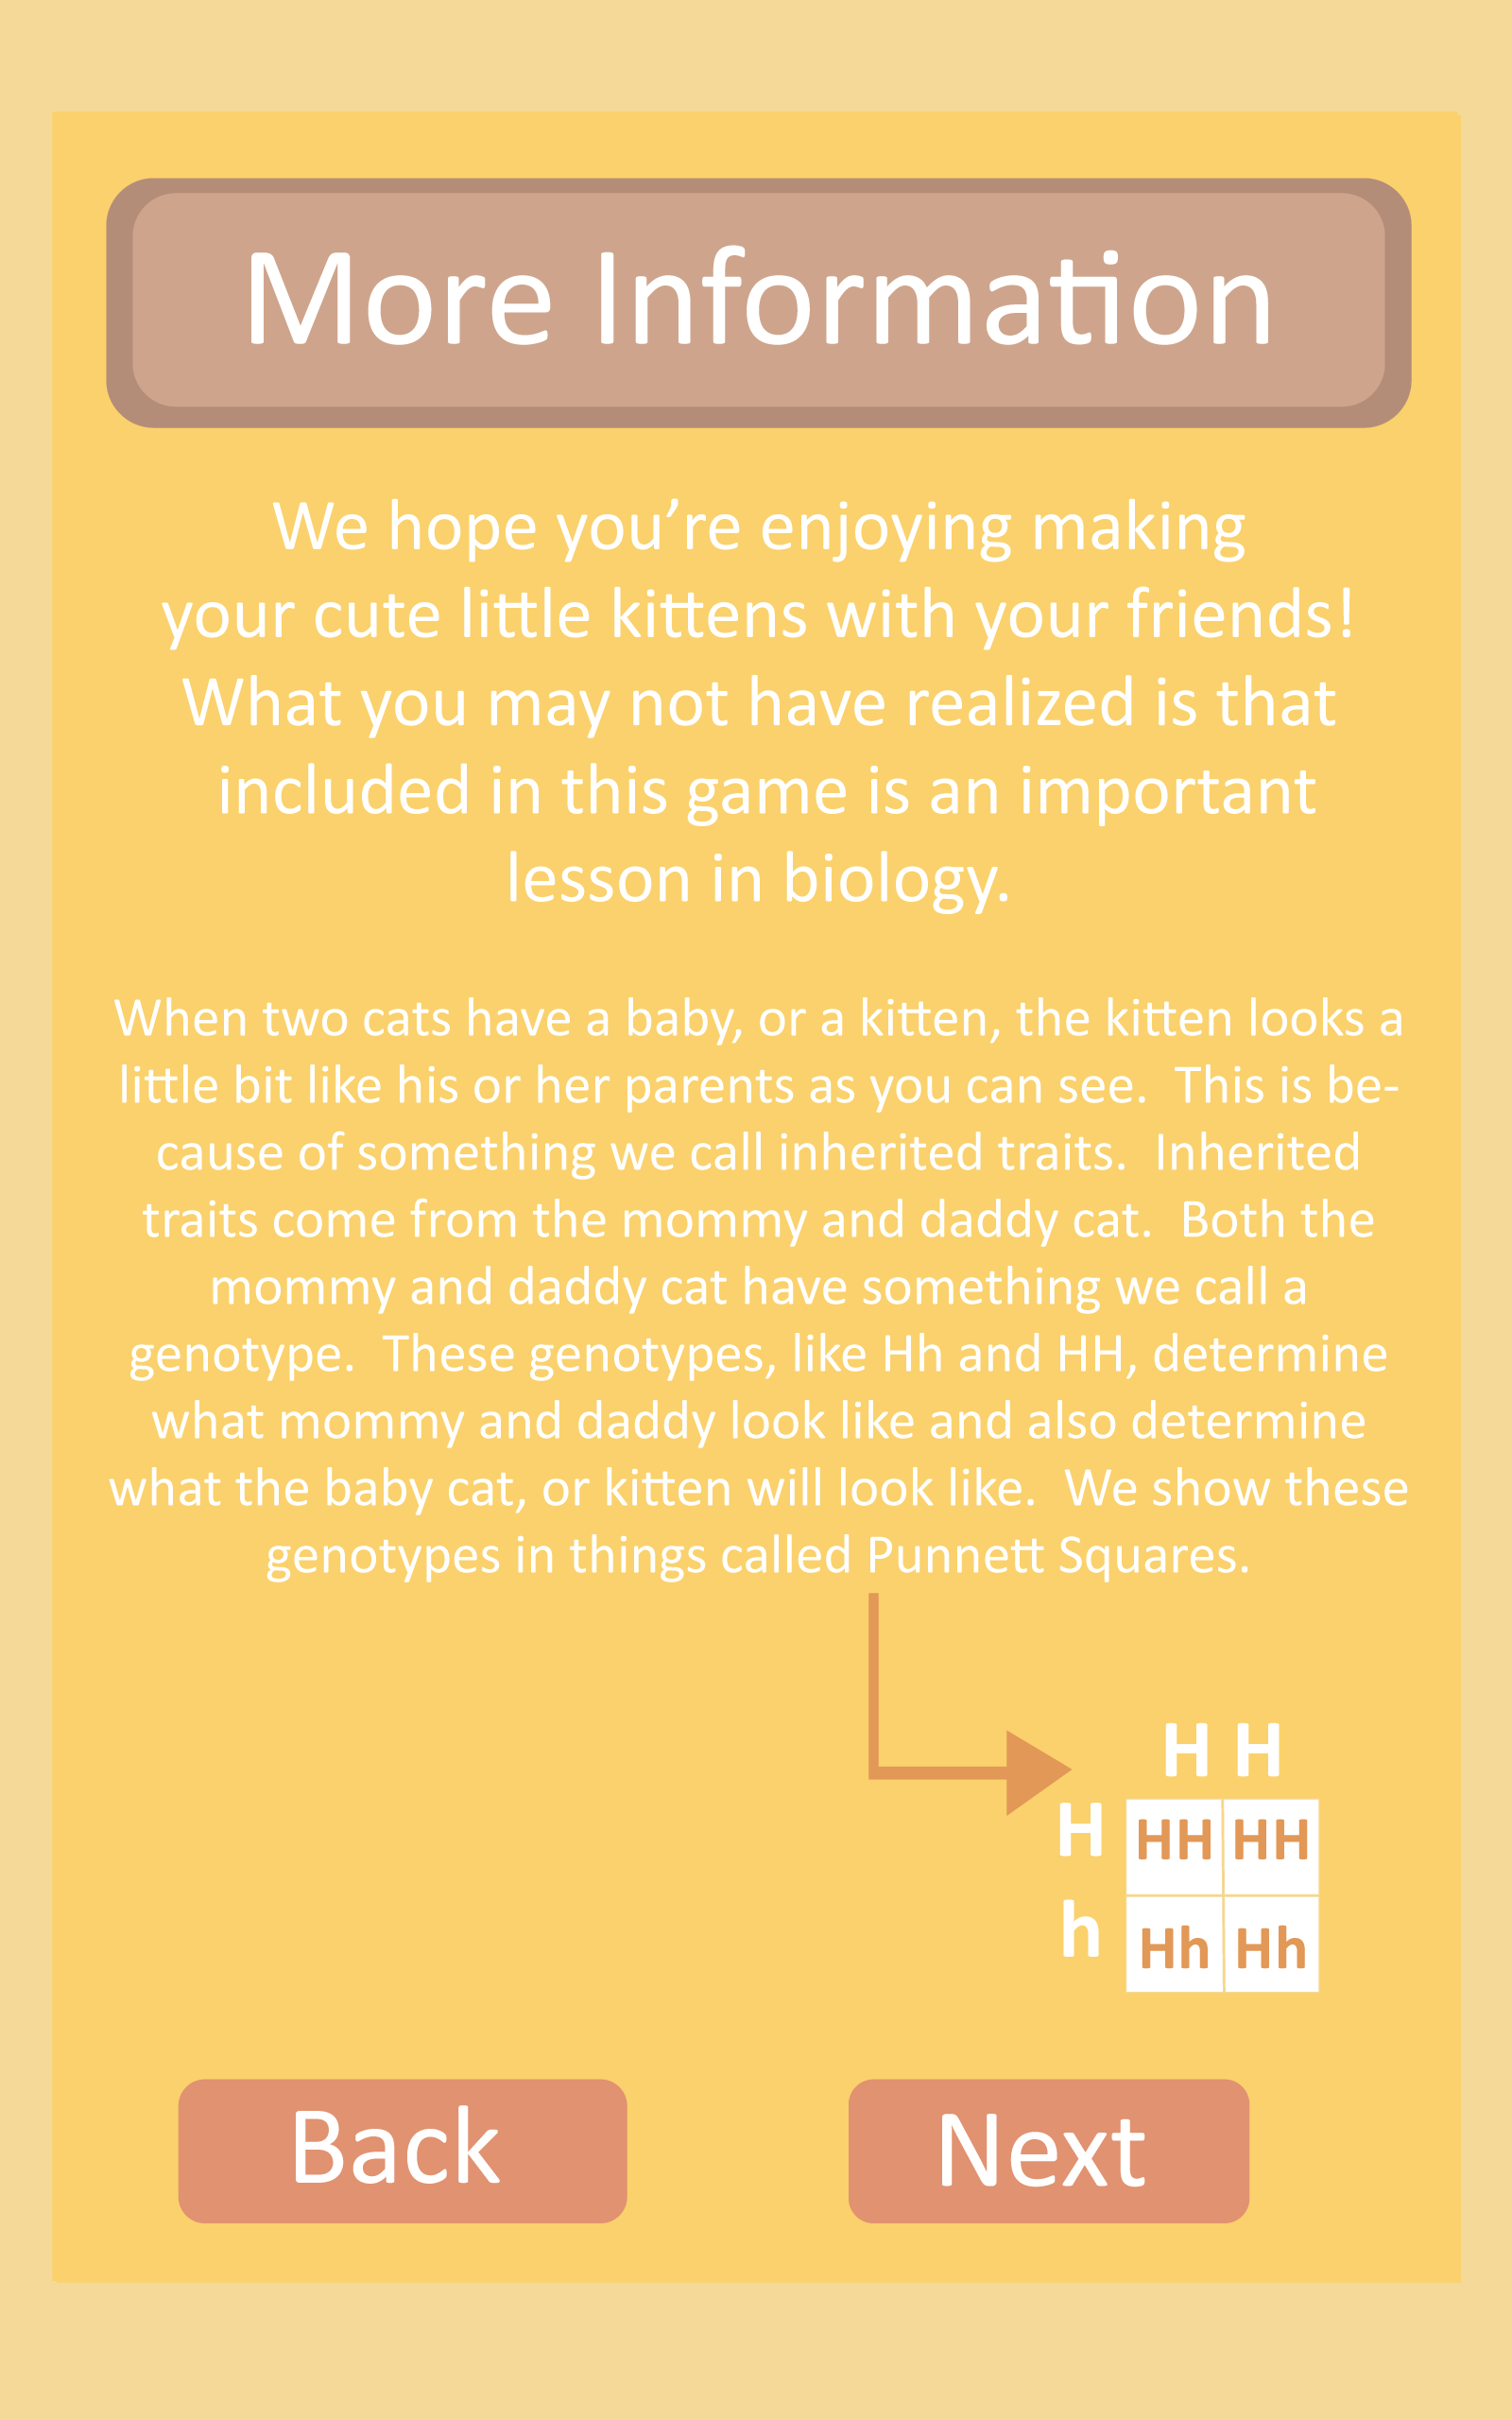 More Information
We hope you’re enjoying making
your cute little kittens with your friends!
What you may not have realized is that
included in this game is an important
lesson in biology.
When two cats have a baby, or a kitten, the kitten looks a
little bit like his or her parents as you can see.  This is be-
cause of something we call inherited traits.  Inherited
traits come from the mommy and daddy cat.  Both the
mommy and daddy cat have something we call a
genotype.  These genotypes, like Hh and HH, determine
what mommy and daddy look like and also determine
what the baby cat, or kitten will look like.  We show these
genotypes in things called Punnett Squares.
H H
H HH HH
h Hh Hh
Back Next